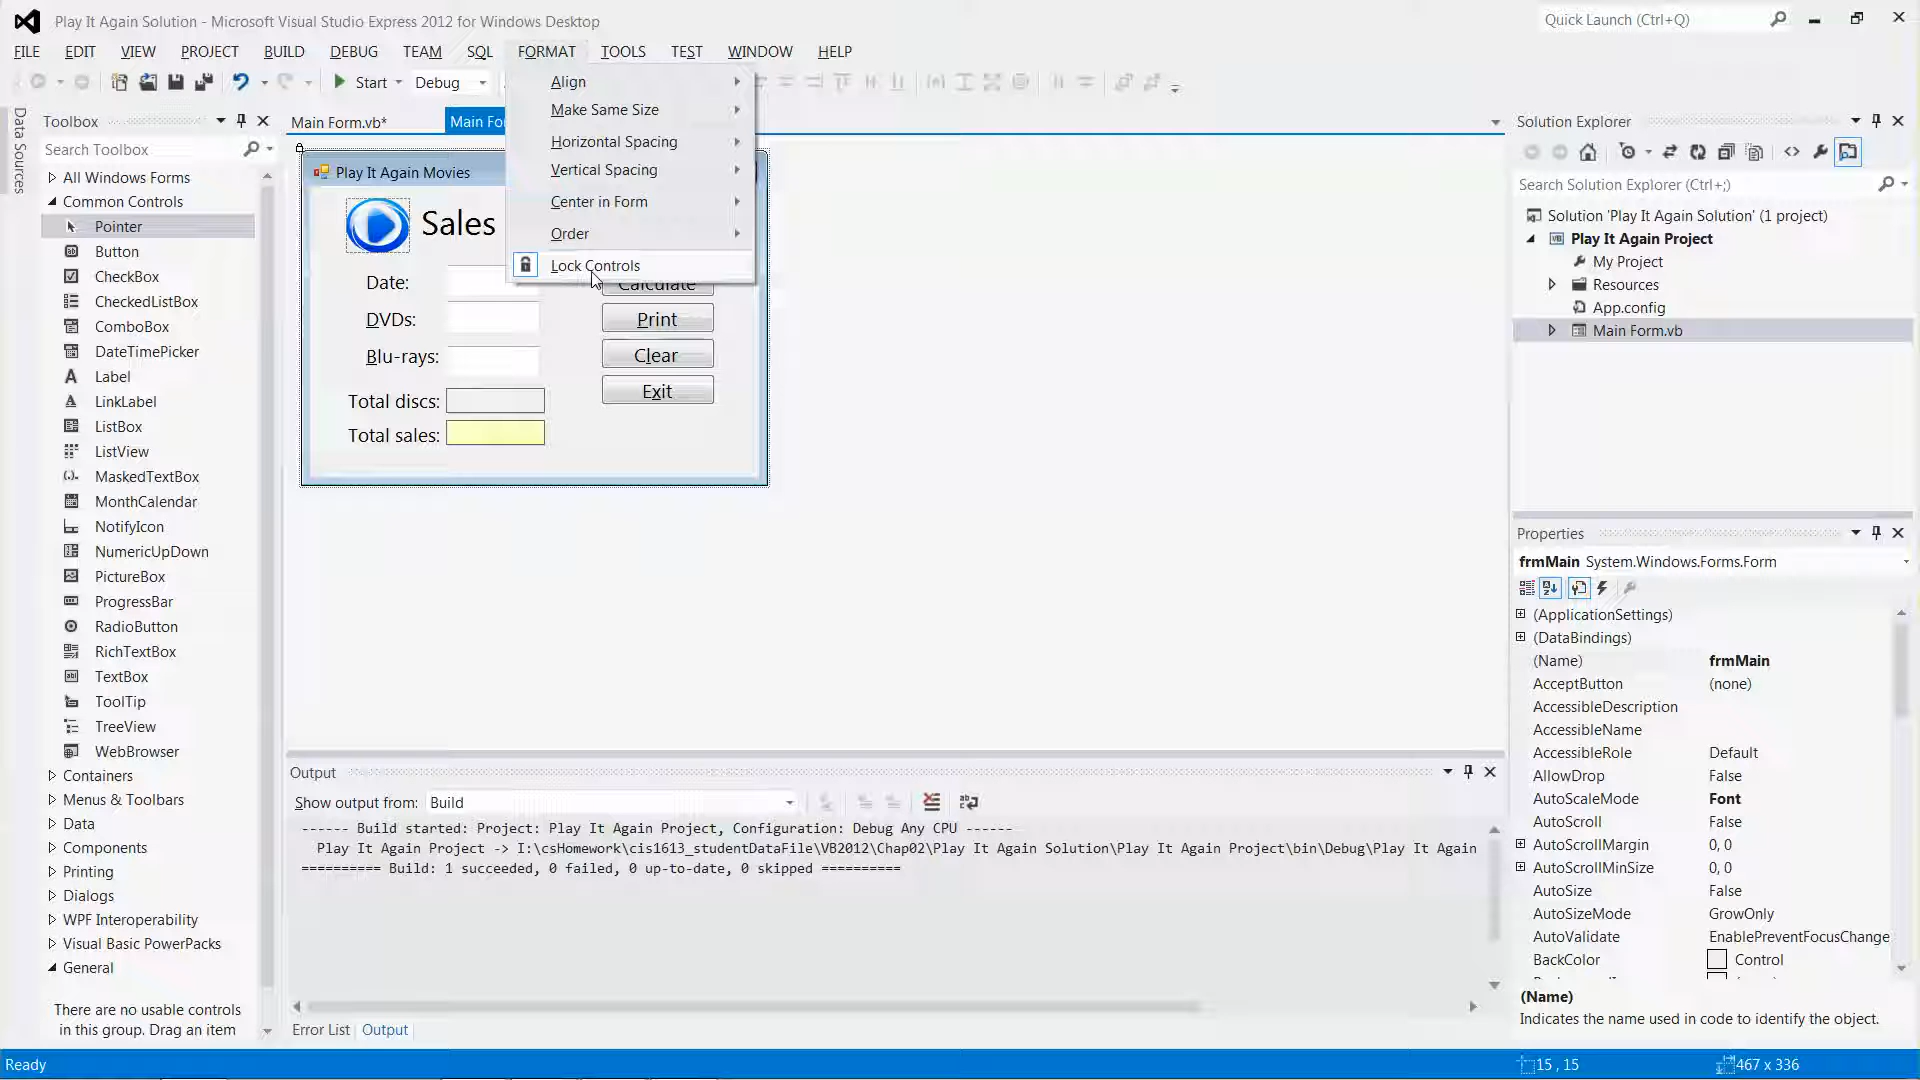 Play It Again Solution - Microsoft Visual Studio Express 2012 for Windows Desktop
Quick Launch (Ctrl+Q)
FILE EDIT VIEW PROJECT BUILD DEBUG TEAM SQL FORMAT TOOLS TEST WINDOW HELP
Start Debug
Align
Make Same Size
Horizontal Spacing
Vertical Spacing
Center in Form
Order
Lock Controls
Data Sources
Toolbox
Search Toolbox
All Windows Forms
Common Controls
Pointer
Button
CheckBox
CheckedListBox
ComboBox
DateTimePicker
Label
LinkLabel
ListBox
ListView
MaskedTextBox
MonthCalendar
NotifyIcon
NumericUpDown
PictureBox
ProgressBar
RadioButton
RichTextBox
TextBox
ToolTip
TreeView
WebBrowser
Containers
Menus & Toolbars
Data
Components
Printing
Dialogs
WPF Interoperability
Visual Basic PowerPacks
General
There are no usable controls
in this group. Drag an item
Main Form.vb*
Main Fo
Play It Again Movies
Sales
Date:
DVDs:
Blu-rays:
Total discs:
Total sales:
Calculate
Print
Clear
Exit
Output
Show output from: Build
------ Build started: Project: Play It Again Project, Configuration: Debug Any CPU ------
Play It Again Project -> I:\csHomework\cis1613_studentDataFile\VB2012\Chap02\Play It Again Solution\Play It Again Project\bin\Debug\Play It Again
========== Build: 1 succeeded, 0 failed, 0 up-to-date, 0 skipped ==========
Error List Output
Solution Explorer
Search Solution Explorer (Ctrl+;)
Solution 'Play It Again Solution' (1 project)
Play It Again Project
My Project
Resources
App.config
Main Form.vb
Properties
frmMain System.Windows.Forms.Form
(ApplicationSettings)
(DataBindings)
(Name) frmMain
AcceptButton (none)
AccessibleDescription
AccessibleName
AccessibleRole Default
AllowDrop False
AutoScaleMode Font
AutoScroll False
AutoScrollMargin 0, 0
AutoScrollMinSize 0, 0
AutoSize False
AutoSizeMode GrowOnly
AutoValidate EnablePreventFocusChange
BackColor Control
(Name)
Indicates the name used in code to identify the object.
Ready
15 , 15
467 x 336